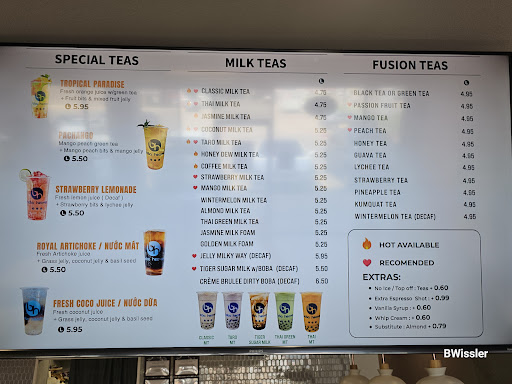 SPECIAL TEAS
TROPICAL PARADISE
Fresh orange juice w/green tea
+ Fruit bits & mixed fruit jelly
5.95
PACHANGO
Mango peach green tea
+ Mango peach bits & mango jelly
5.50
STRAWBERRY LEMONADE
Fresh lemon juice ( Decaf )
+ Strawberry bits & lychee jelly
5.50
ROYAL ARTICHOKE / NƯỚC MÁT
Fresh Artichoke juice
+ Grass jelly, coconut jelly & basil seed
5.50
FRESH COCO JUICE / NƯỚC DỪA
Fresh coconut juice
+ Grass jelly, coconut jelly & basil seed
5.95
MILK TEAS
CLASSIC MILK TEA 4.75
THAI MILK TEA 4.75
JASMINE MILK TEA 4.75
COCONUT MILK TEA 5.25
TARO MILK TEA 5.25
HONEY DEW MILK TEA 5.25
COFFEE MILK TEA 5.25
STRAWBERRY MILK TEA 5.25
MANGO MILK TEA 5.25
WINTERMELON MILK TEA 5.25
ALMOND MILK TEA 5.25
THAI GREEN MILK TEA 5.25
JASMINE MILK FOAM 5.25
GOLDEN MILK FOAM 5.25
JELLY MILKY WAY (DECAF) 5.95
TIGER SUGAR MILK w/BOBA (DECAF) 5.50
CRÈME BRULEE DIRTY BOBA (DECAF) 6.50
CLASSIC MT
TARO MT
TIGER SUGAR MILK
THAI GREEN MT
THAI MT
FUSION TEAS
BLACK TEA OR GREEN TEA 4.95
PASSION FRUIT TEA 4.95
MANGO TEA 4.95
PEACH TEA 4.95
HONEY TEA 4.95
GUAVA TEA 4.95
LYCHEE TEA 4.95
STRAWBERRY TEA 4.95
PINEAPPLE TEA 4.95
KUMQUAT TEA 4.95
WINTERMELON TEA (DECAF) 4.95
HOT AVAILABLE
RECOMENDED
EXTRAS:
• No Ice / Top off : Teas + 0.60
• Extra Espresso Shot : + 0.99
• Vanilla Syrup : + 0.60
• Whip Cream : + 0.60
• Substitute : Almond + 0.79
BWissler